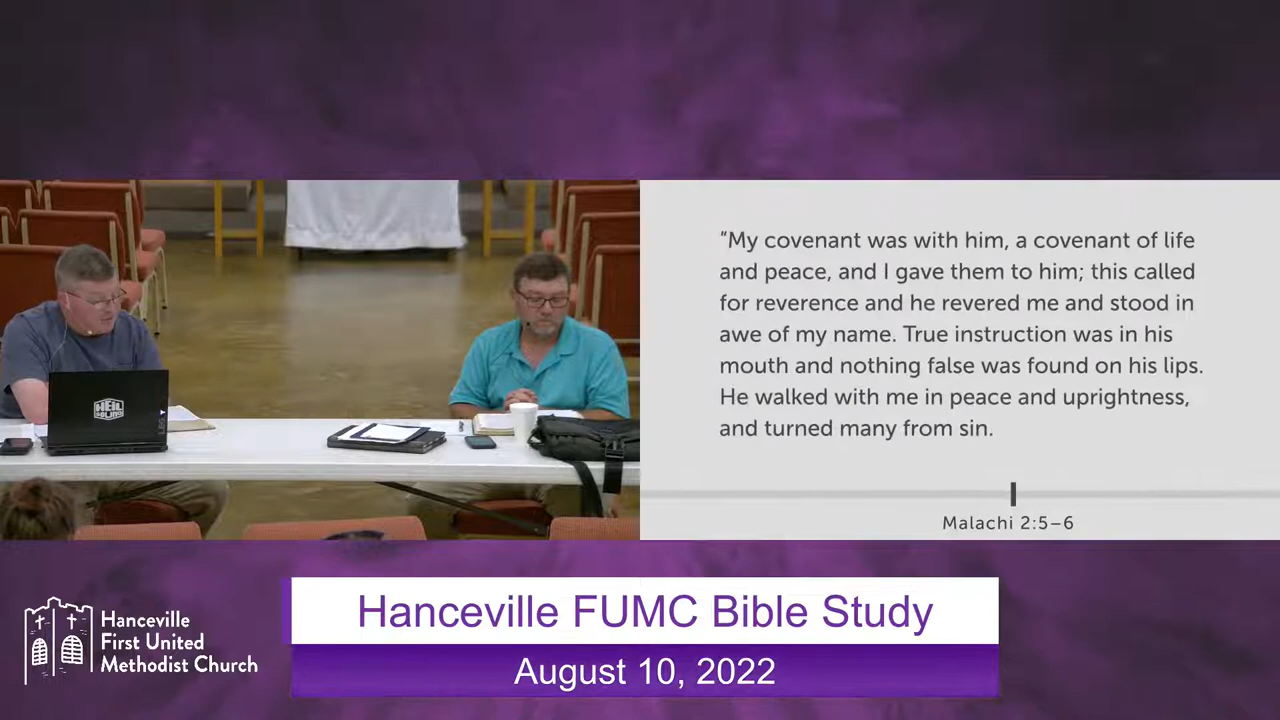 “My covenant was with him, a covenant of life
and peace, and I gave them to him; this called
for reverence and he revered me and stood in
awe of my name. True instruction was in his
mouth and nothing false was found on his lips.
He walked with me in peace and uprightness,
and turned many from sin.
Malachi 2:5–6
Hanceville
First United
Methodist Church
Hanceville FUMC Bible Study
August 10, 2022